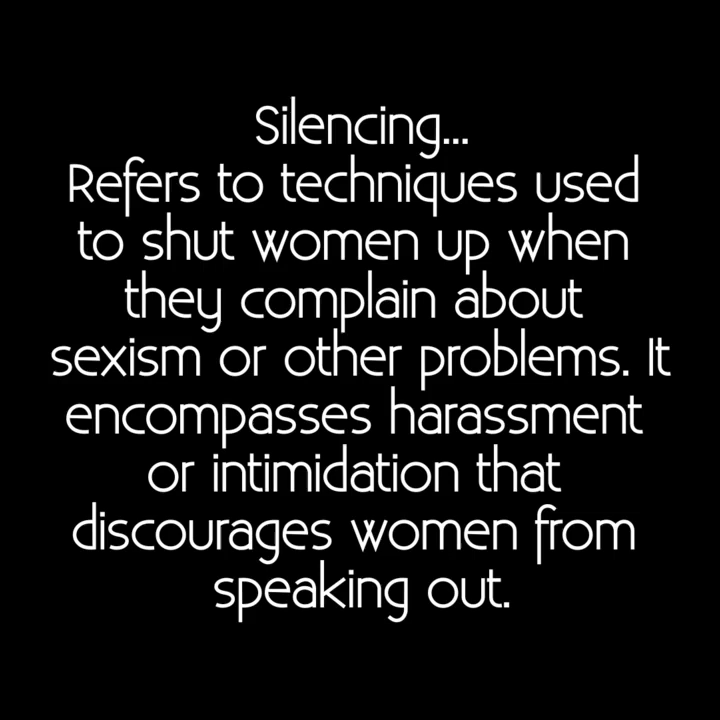 Silencing...
Refers to techniques used
to shut women up when
they complain about
sexism or other problems. It
encompasses harassment
or intimidation that
discourages women from
speaking out.